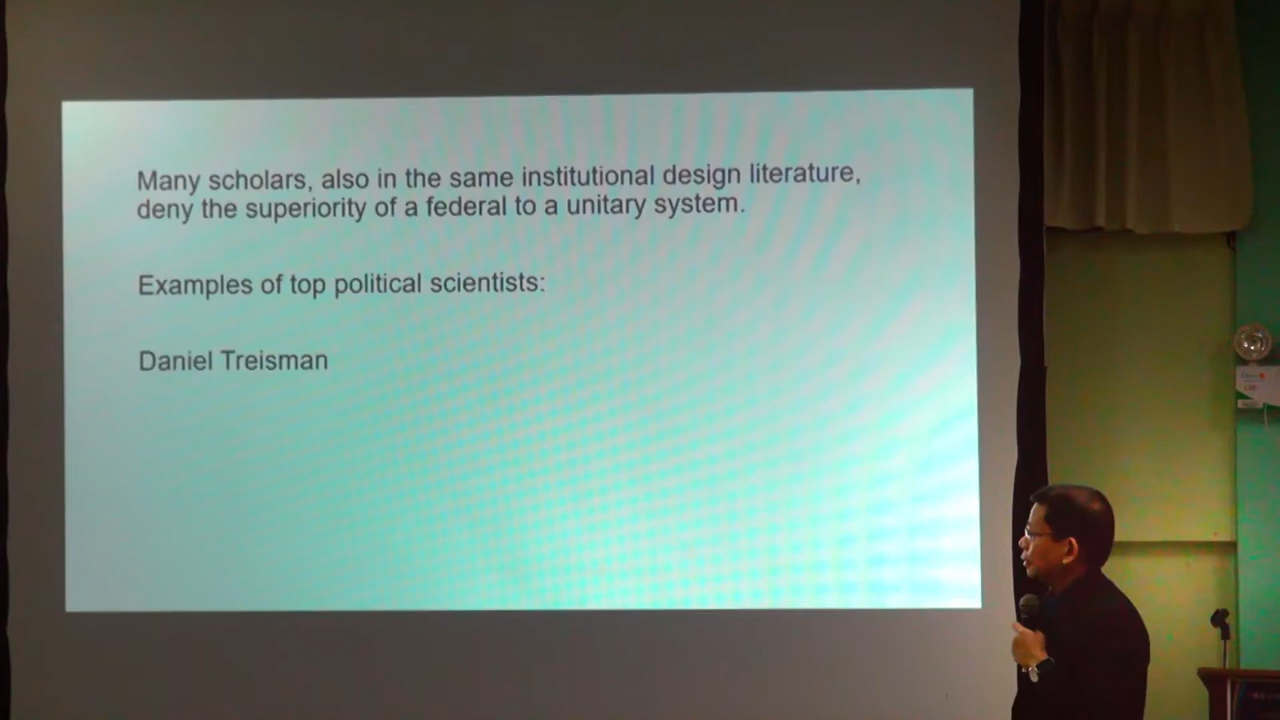 Many scholars, also in the same institutional design literature,
deny the superiority of a federal to a unitary system.
Examples of top political scientists:
Daniel Treisman